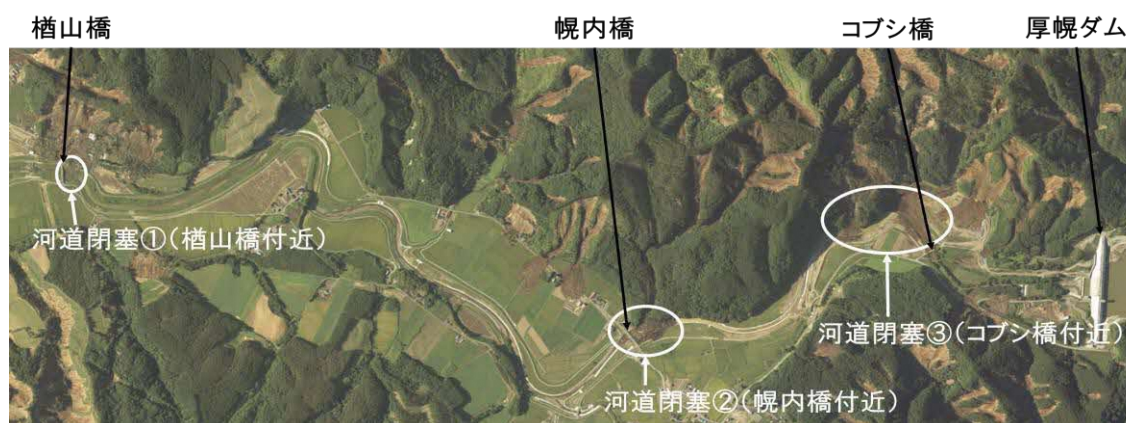 楢山橋
幌内橋
コブシ橋
厚幌ダム
河道閉塞①(楢山橋付近)
河道閉塞③(コブシ橋付近)
河道閉塞②(幌内橋付近)